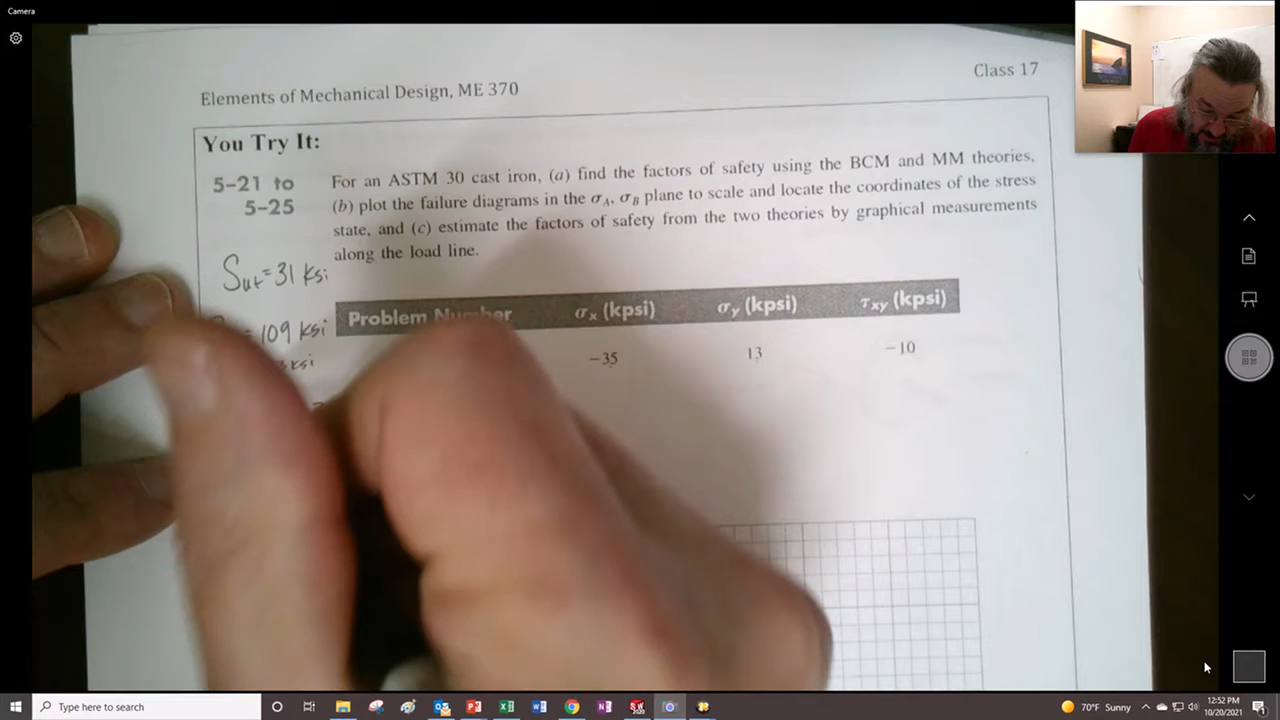 Camera
Class 17
Elements of Mechanical Design, ME 370
You Try It:
5–21 to
5–25
For an ASTM 30 cast iron, (a) find the factors of safety using the BCM and MM theories,
(b) plot the failure diagrams in the σA, σB plane to scale and locate the coordinates of the stress
state, and (c) estimate the factors of safety from the two theories by graphical measurements
along the load line.
Sut=31 ksi
= 109 ksi
ksi
Problem Number σx (kpsi) σy (kpsi) τxy (kpsi)
−35 13 −10
Type here to search
70°F Sunny
12:52 PM
10/20/2021